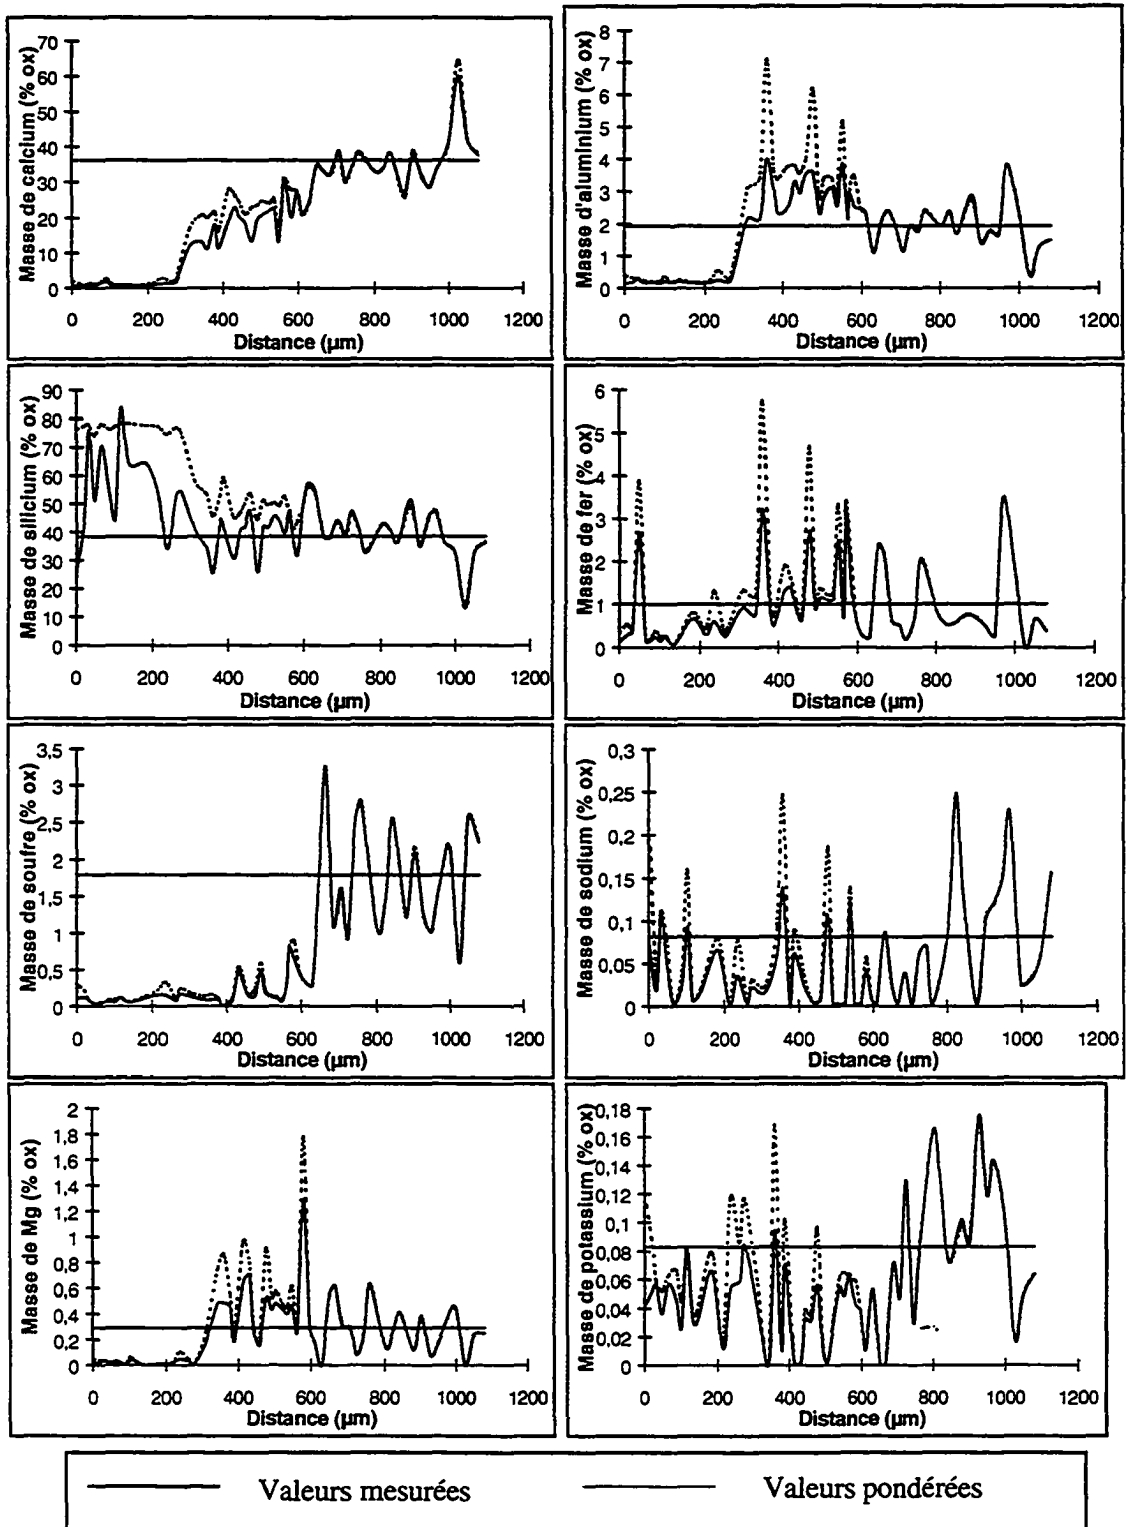 Masse de calcium (% ox)
70
60
50
40
30
20
10
0
0 200 400 600 800 1000 1200
Distance (µm)
Masse d'aluminium (% ox)
8
7
6
5
4
3
2
1
0
0 200 400 600 800 1000 1200
Distance (µm)
Masse de silicium (% ox)
90
80
70
60
50
40
30
20
10
0
0 200 400 600 800 1000 1200
Distance (µm)
Masse de fer (% ox)
6
5
4
3
2
1
0
0 200 400 600 800 1000 1200
Distance (µm)
Masse de soufre (% ox)
3,5
3
2,5
2
1,5
1
0,5
0
0 200 400 600 800 1000 1200
Distance (µm)
Masse de sodium (% ox)
0,3
0,25
0,2
0,15
0,1
0,05
0
0 200 400 600 800 1000 1200
Distance (µm)
Masse de Mg (% ox)
2
1,8
1,6
1,4
1,2
1
0,8
0,6
0,4
0,2
0
0 200 400 600 800 1000 1200
Distance (µm)
Masse de potassium (% ox)
0,18
0,16
0,14
0,12
0,1
0,08
0,06
0,04
0,02
0
0 200 400 600 800 1000 1200
Distance (µm)
Valeurs mesurées Valeurs pondérées